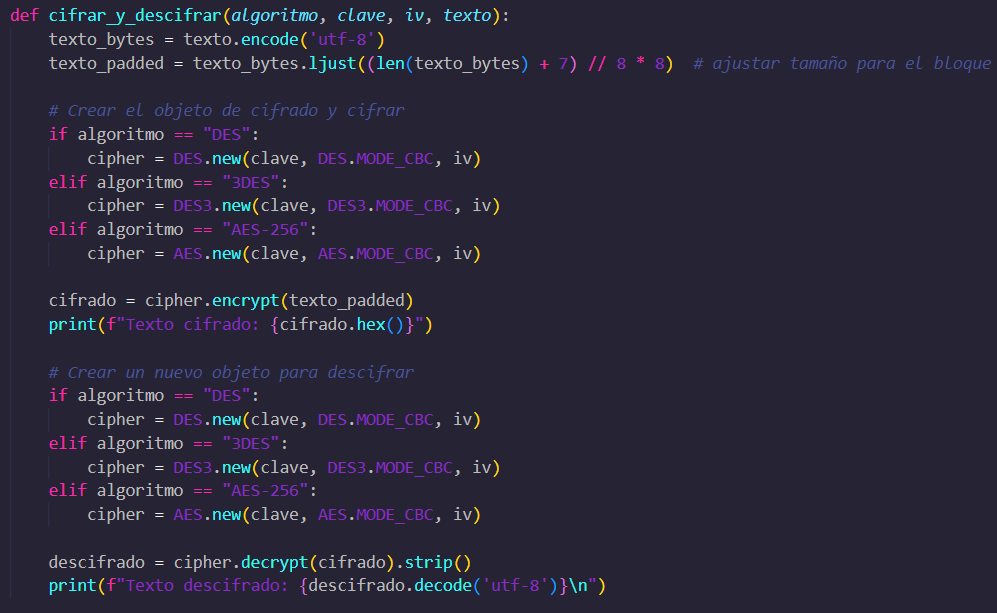 def cifrar_y_descifrar(algoritmo, clave, iv, texto):
    texto_bytes = texto.encode('utf-8')
    texto_padded = texto_bytes.ljust((len(texto_bytes) + 7) // 8 * 8)  # ajustar tamaño para el bloque

    # Crear el objeto de cifrado y cifrar
    if algoritmo == "DES":
        cipher = DES.new(clave, DES.MODE_CBC, iv)
    elif algoritmo == "3DES":
        cipher = DES3.new(clave, DES3.MODE_CBC, iv)
    elif algoritmo == "AES-256":
        cipher = AES.new(clave, AES.MODE_CBC, iv)

    cifrado = cipher.encrypt(texto_padded)
    print(f"Texto cifrado: {cifrado.hex()}")

    # Crear un nuevo objeto para descifrar
    if algoritmo == "DES":
        cipher = DES.new(clave, DES.MODE_CBC, iv)
    elif algoritmo == "3DES":
        cipher = DES3.new(clave, DES3.MODE_CBC, iv)
    elif algoritmo == "AES-256":
        cipher = AES.new(clave, AES.MODE_CBC, iv)

    descifrado = cipher.decrypt(cifrado).strip()
    print(f"Texto descifrado: {descifrado.decode('utf-8')}\n")